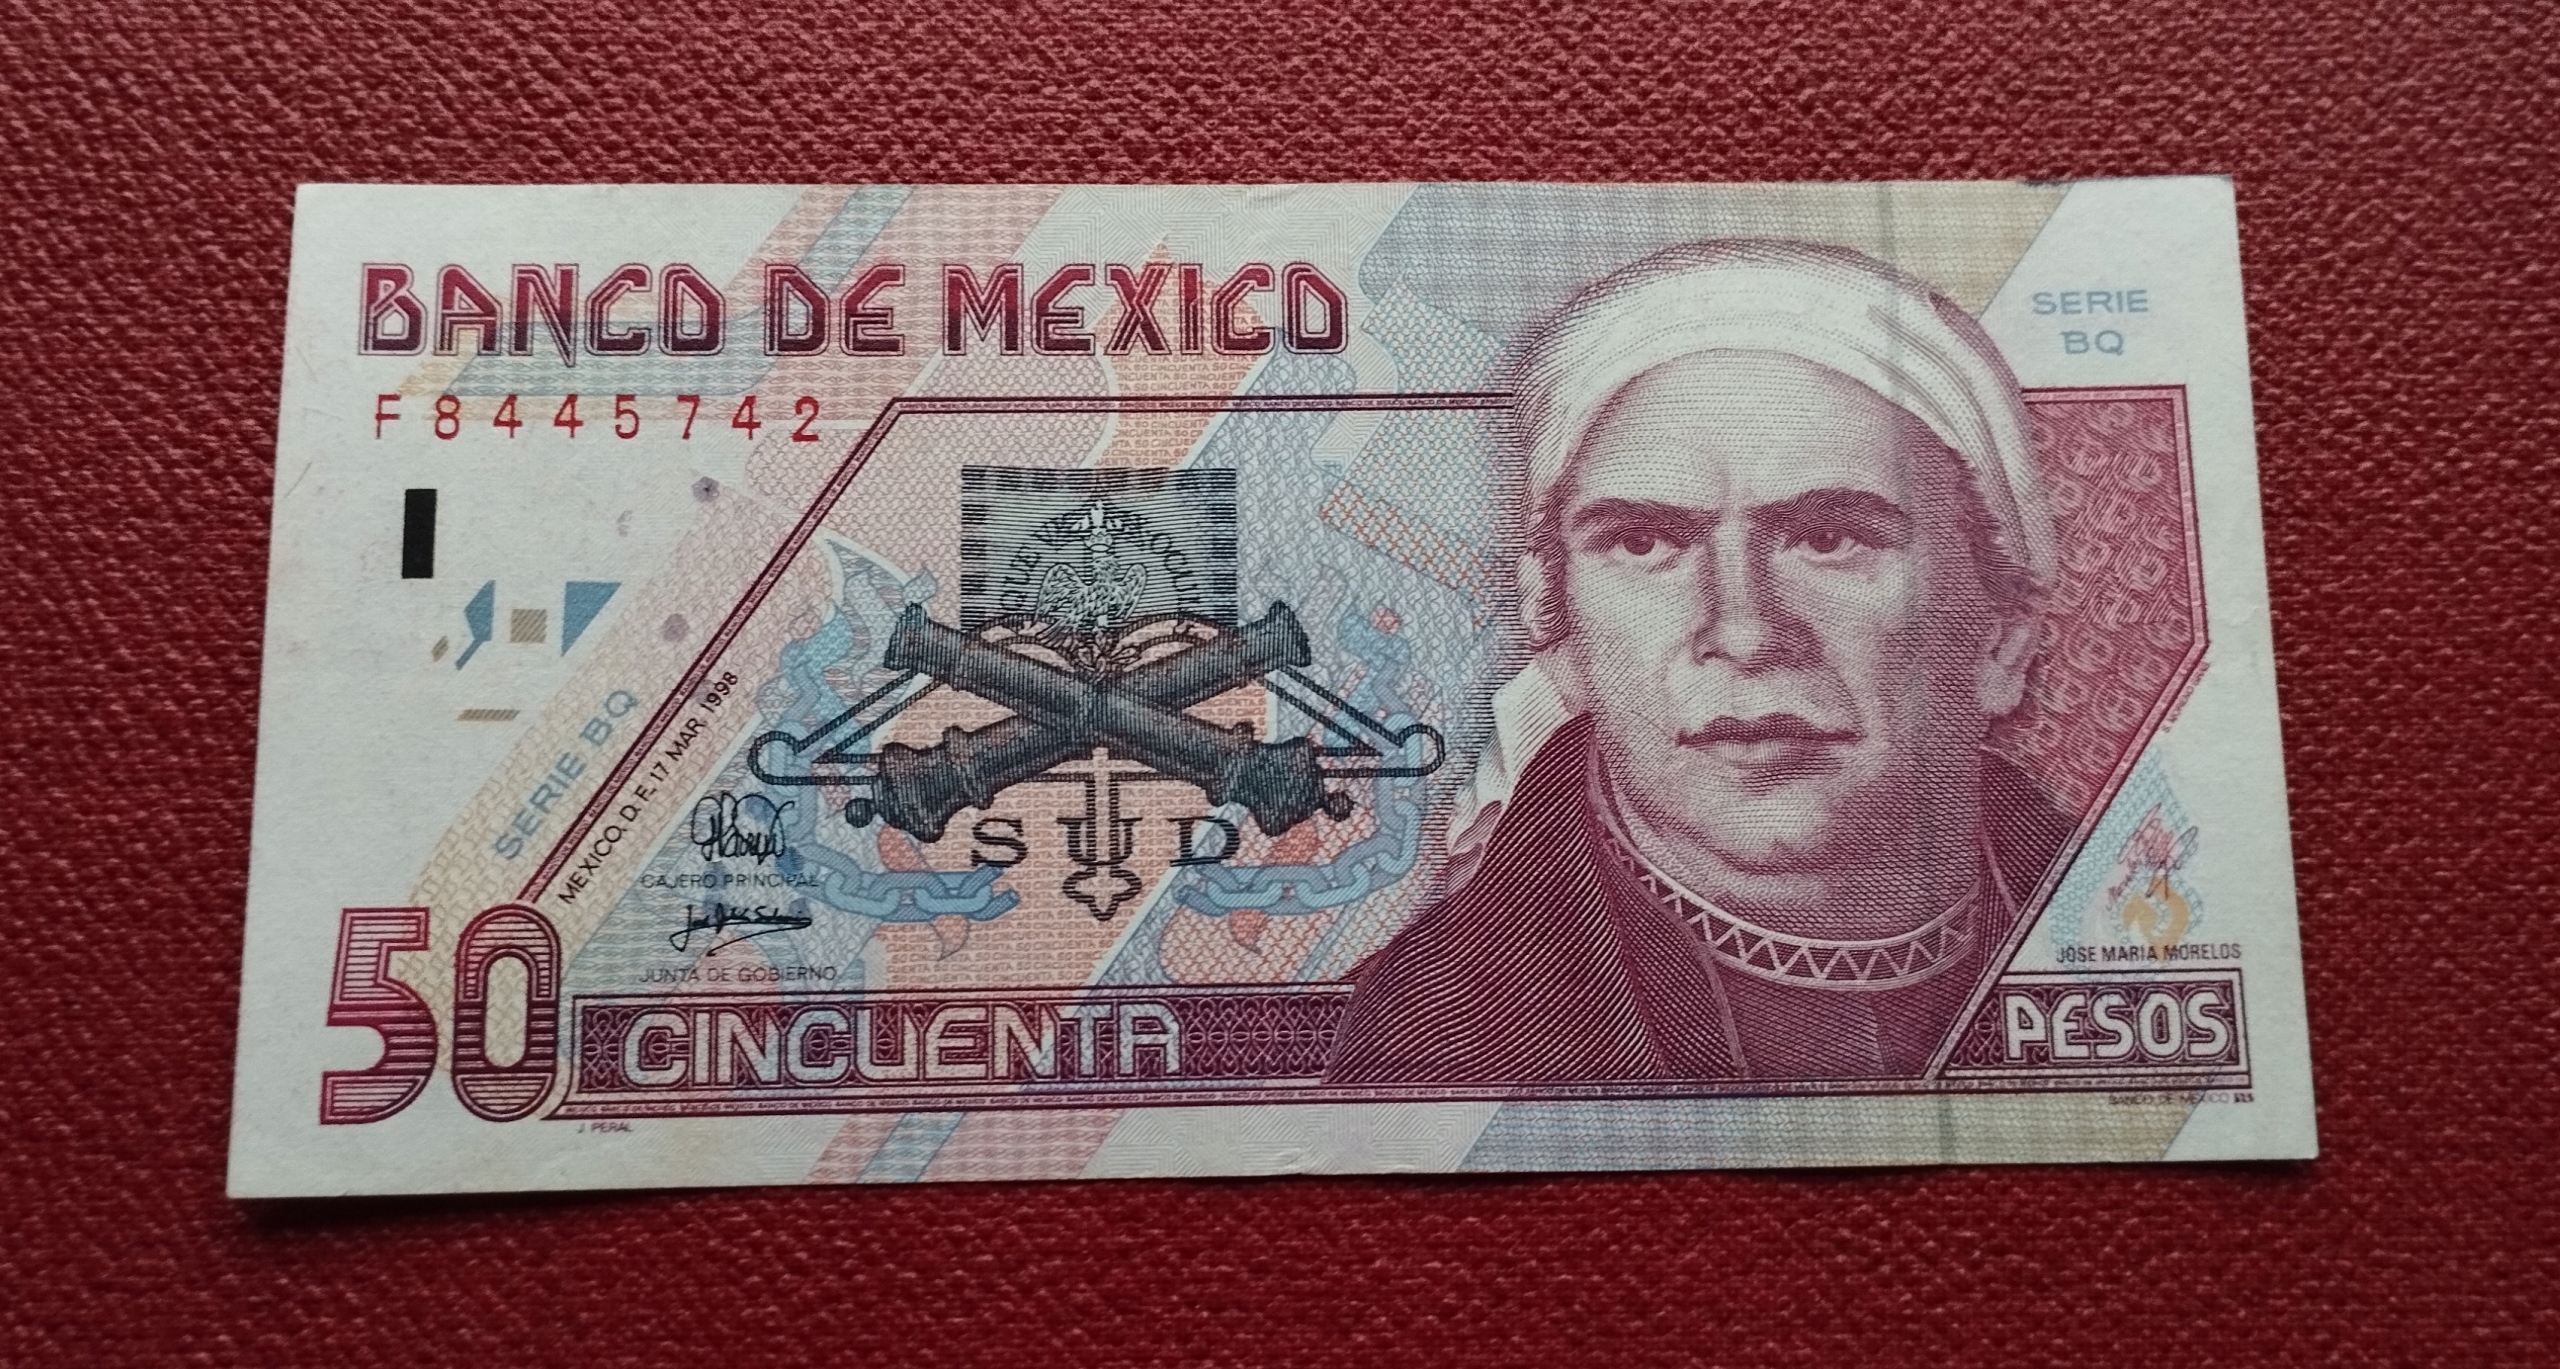 BANCO DE MEXICO
SERIE
BQ
F8445742
SERIE BQ
MEXICO, D. F. 17 MAR. 1998
CAJERO PRINCIPAL
JUNTA DE GOBIERNO
S U D
JOSE MARIA MORELOS
50
CINCUENTA
PESOS
J. PERAL
BANCO DE MEXICO